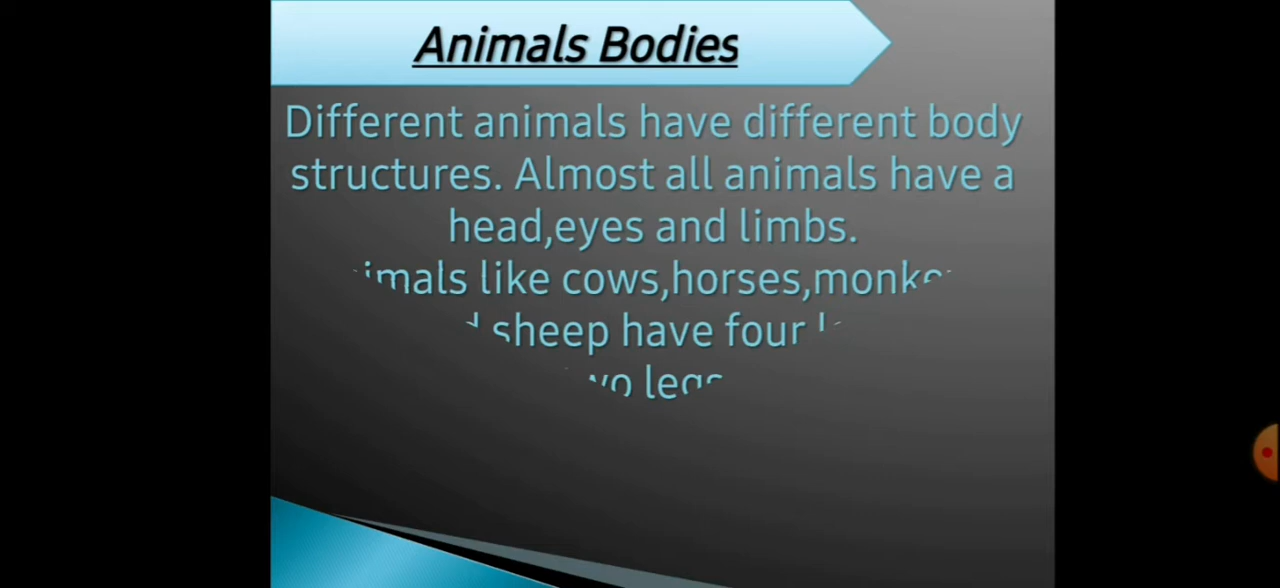 Animals Bodies
Different animals have different body
structures. Almost all animals have a
head,eyes and limbs.
like cows,horses,
sheep have four
legs